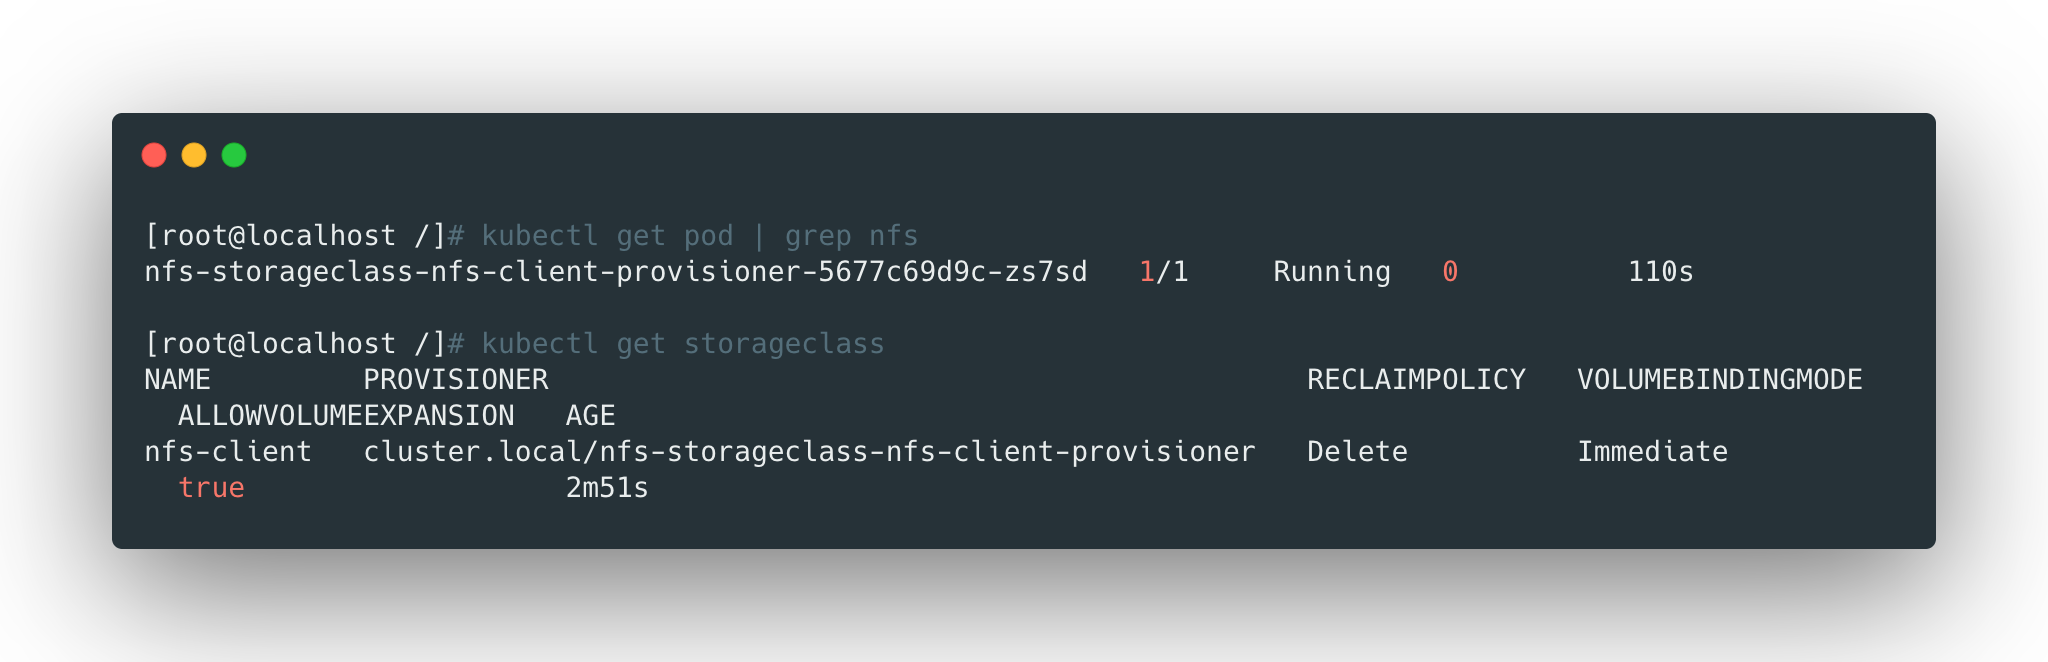 [root@localhost /]# kubectl get pod | grep nfs
nfs-storageclass-nfs-client-provisioner-5677c69d9c-zs7sd   1/1     Running   0          110s
[root@localhost /]# kubectl get storageclass
NAME         PROVISIONER                                             RECLAIMPOLICY   VOLUMEBINDINGMODE
  ALLOWVOLUMEEXPANSION   AGE
nfs-client   cluster.local/nfs-storageclass-nfs-client-provisioner   Delete          Immediate
  true                   2m51s